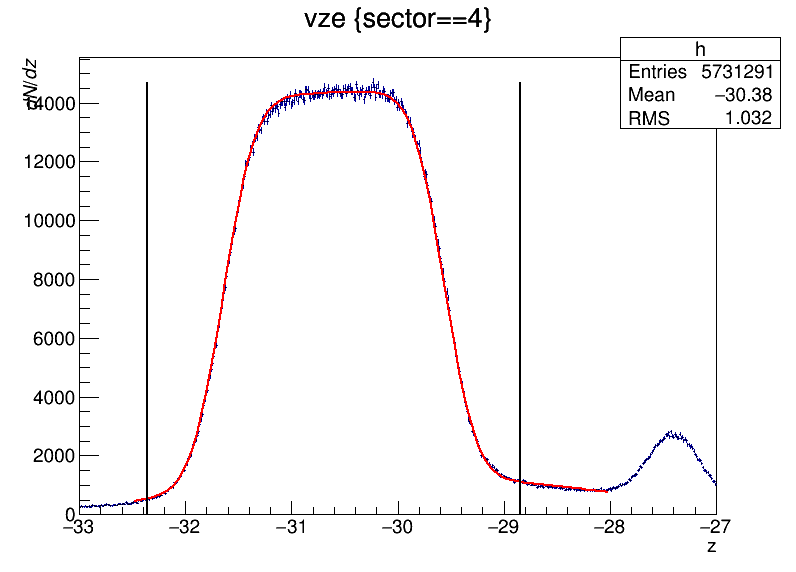 vze {sector==4}
h
Entries 5731291
Mean −30.38
RMS 1.032
dN/dz
14000
12000
10000
8000
6000
4000
2000
0
−33 −32 −31 −30 −29 −28 −27
z